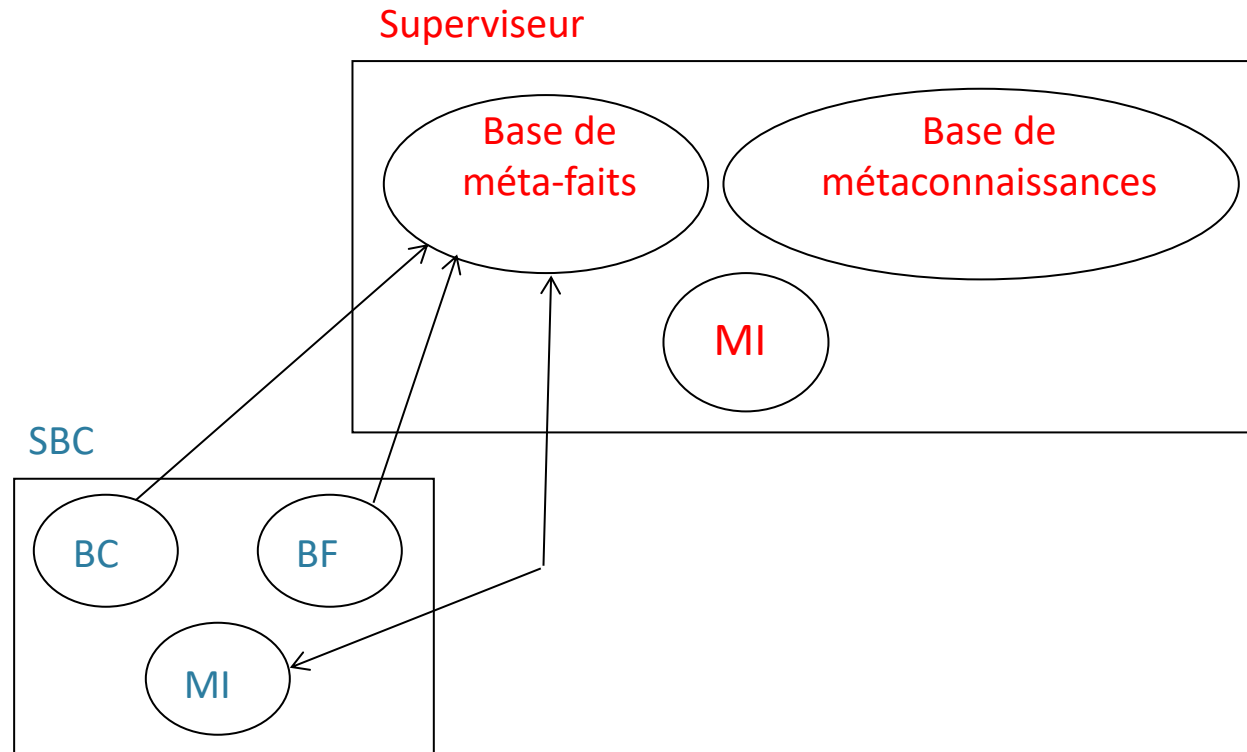 Superviseur
Base de
méta-faits
Base de
métaconnaissances
MI
SBC
BC
BF
MI